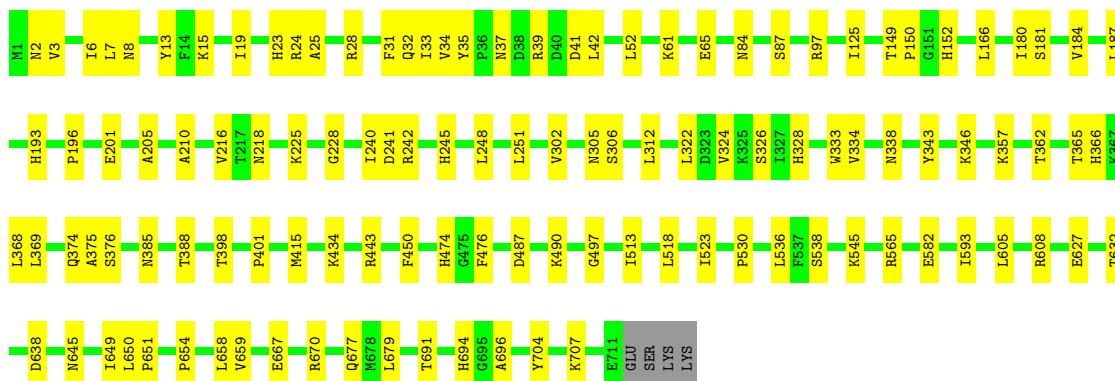 M1 N2 V3 I6 L7 N8 Y13 F14 K15 I19 H23 R24 A25 R28 F31 Q32 I33 V34 Y35 P36 N37 D38 R39 D40 D41 L42 L52 K61 E65 N84 S87 R97 I125 T149 P150 G151 H152 L166 I180 S181 V184 L187
H193 P196 E201 A205 A210 V216 T217 N218 K225 G228 I240 D241 R242 H245 L248 L251 V302 N305 S306 L312 L322 D323 V324 K325 S326 I327 H328 W333 V334 N338 Y343 K346 K357 T362 T365 H366 K367
L368 L369 Q374 A375 S376 N385 T388 T398 P401 M415 K434 R443 F450 H474 G475 F476 D487 K490 G497 I513 L518 I523 P530 L536 F537 S538 K545 R565 E582 I593 L605 R608 E627 T632
D638 N645 I649 L650 P651 P654 L658 V659 E667 R670 Q677 M678 L679 T691 H694 G695 A696 Y704 K707 E711 GLU SER LYS LYS